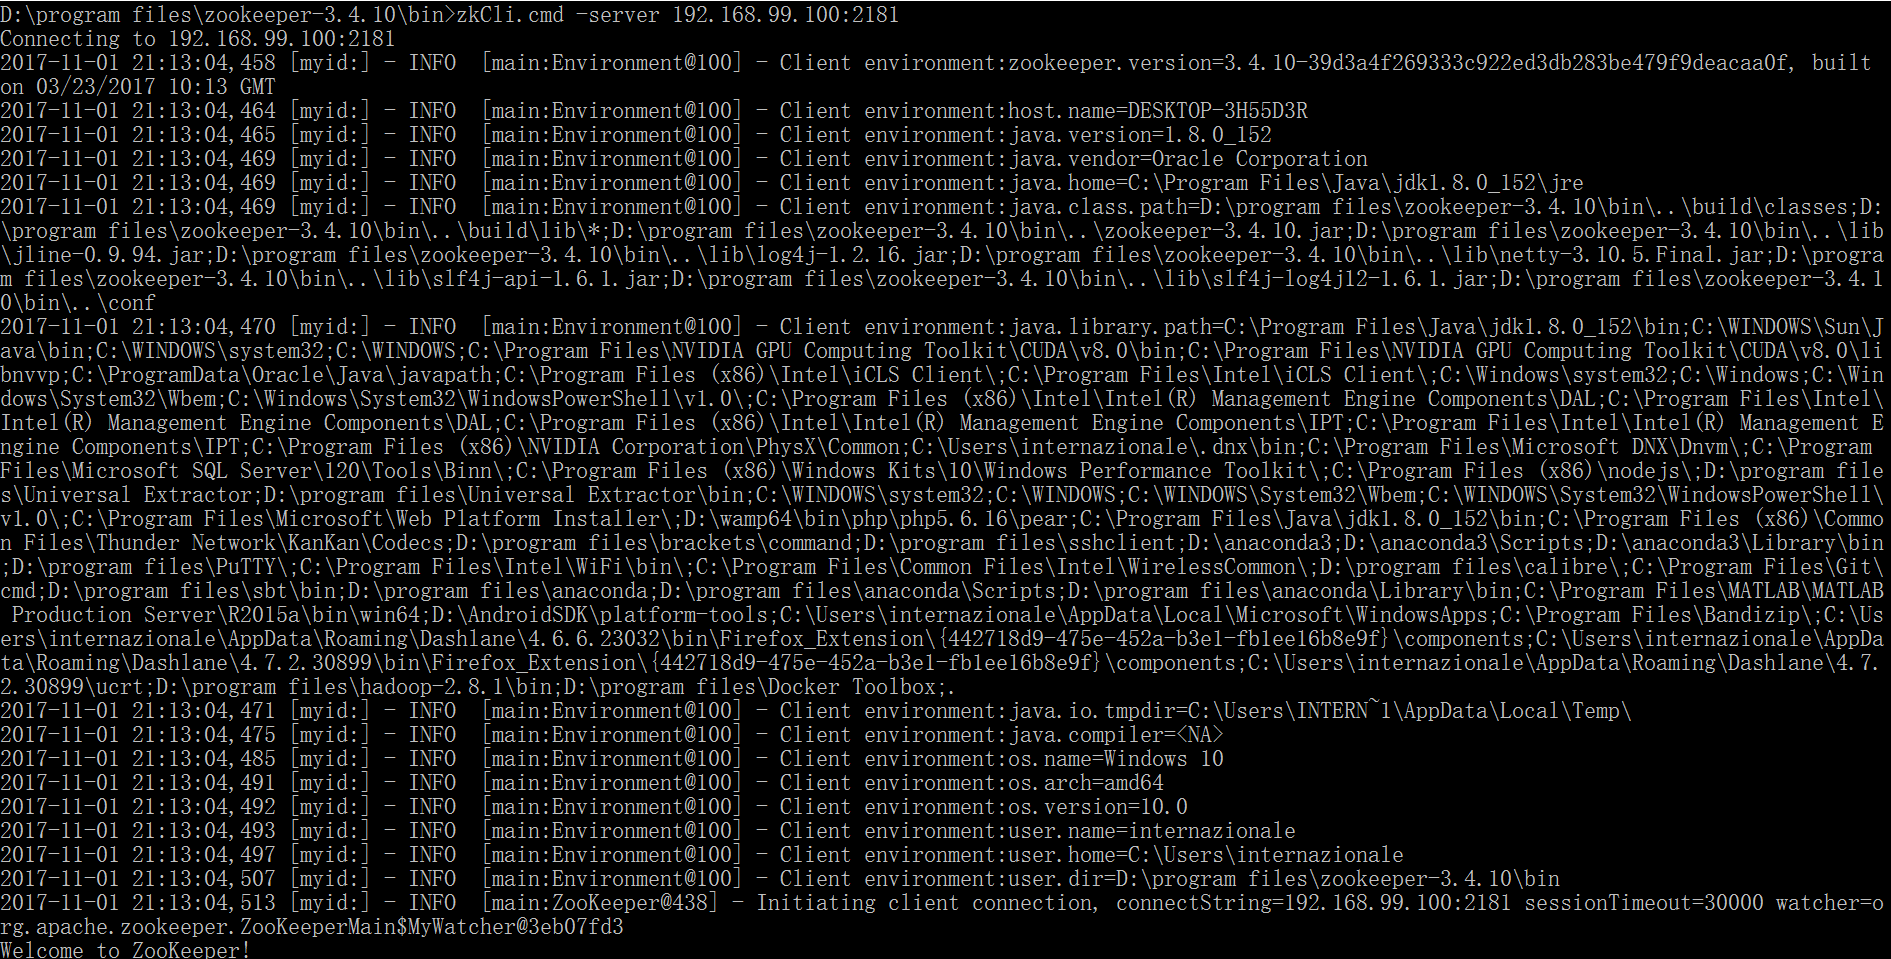 D:\program files\zookeeper-3.4.10\bin>zkCli.cmd -server 192.168.99.100:2181
Connecting to 192.168.99.100:2181
2017-11-01 21:13:04,458 [myid:] - INFO  [main:Environment@100] - Client environment:zookeeper.version=3.4.10-39d3a4f269333c922ed3db283be479f9deacaa0f, built
on 03/23/2017 10:13 GMT
2017-11-01 21:13:04,464 [myid:] - INFO  [main:Environment@100] - Client environment:host.name=DESKTOP-3H55D3R
2017-11-01 21:13:04,465 [myid:] - INFO  [main:Environment@100] - Client environment:java.version=1.8.0_152
2017-11-01 21:13:04,469 [myid:] - INFO  [main:Environment@100] - Client environment:java.vendor=Oracle Corporation
2017-11-01 21:13:04,469 [myid:] - INFO  [main:Environment@100] - Client environment:java.home=C:\Program Files\Java\jdk1.8.0_152\jre
2017-11-01 21:13:04,469 [myid:] - INFO  [main:Environment@100] - Client environment:java.class.path=D:\program files\zookeeper-3.4.10\bin\..\build\classes;D:
\program files\zookeeper-3.4.10\bin\..\build\lib\*;D:\program files\zookeeper-3.4.10\bin\..\zookeeper-3.4.10.jar;D:\program files\zookeeper-3.4.10\bin\..\lib
\jline-0.9.94.jar;D:\program files\zookeeper-3.4.10\bin\..\lib\log4j-1.2.16.jar;D:\program files\zookeeper-3.4.10\bin\..\lib\netty-3.10.5.Final.jar;D:\progra
m files\zookeeper-3.4.10\bin\..\lib\slf4j-api-1.6.1.jar;D:\program files\zookeeper-3.4.10\bin\..\lib\slf4j-log4j12-1.6.1.jar;D:\program files\zookeeper-3.4.1
0\bin\..\conf
2017-11-01 21:13:04,470 [myid:] - INFO  [main:Environment@100] - Client environment:java.library.path=C:\Program Files\Java\jdk1.8.0_152\bin;C:\WINDOWS\Sun\J
ava\bin;C:\WINDOWS\system32;C:\WINDOWS;C:\Program Files\NVIDIA GPU Computing Toolkit\CUDA\v8.0\bin;C:\Program Files\NVIDIA GPU Computing Toolkit\CUDA\v8.0\li
bnvvp;C:\ProgramData\Oracle\Java\javapath;C:\Program Files (x86)\Intel\iCLS Client\;C:\Program Files\Intel\iCLS Client\;C:\Windows\system32;C:\Windows;C:\Win
dows\System32\Wbem;C:\Windows\System32\WindowsPowerShell\v1.0\;C:\Program Files (x86)\Intel\Intel(R) Management Engine Components\DAL;C:\Program Files\Intel\
Intel(R) Management Engine Components\DAL;C:\Program Files (x86)\Intel\Intel(R) Management Engine Components\IPT;C:\Program Files\Intel\Intel(R) Management E
ngine Components\IPT;C:\Program Files (x86)\NVIDIA Corporation\PhysX\Common;C:\Users\internazionale\.dnx\bin;C:\Program Files\Microsoft DNX\Dnvm\;C:\Program
Files\Microsoft SQL Server\120\Tools\Binn\;C:\Program Files (x86)\Windows Kits\10\Windows Performance Toolkit\;C:\Program Files (x86)\nodejs\;D:\program file
s\Universal Extractor;D:\program files\Universal Extractor\bin;C:\WINDOWS\system32;C:\WINDOWS;C:\WINDOWS\System32\Wbem;C:\WINDOWS\System32\WindowsPowerShell\
v1.0\;C:\Program Files\Microsoft\Web Platform Installer\;D:\wamp64\bin\php\php5.6.16\pear;C:\Program Files\Java\jdk1.8.0_152\bin;C:\Program Files (x86)\Commo
n Files\Thunder Network\KanKan\Codecs;D:\program files\brackets\command;D:\program files\sshclient;D:\anaconda3;D:\anaconda3\Scripts;D:\anaconda3\Library\bin
;D:\program files\PuTTY\;C:\Program Files\Intel\WiFi\bin\;C:\Program Files\Common Files\Intel\WirelessCommon\;D:\program files\calibre\;C:\Program Files\Git\
cmd;D:\program files\sbt\bin;D:\program files\anaconda;D:\program files\anaconda\Scripts;D:\program files\anaconda\Library\bin;C:\Program Files\MATLAB\MATLAB
 Production Server\R2015a\bin\win64;D:\AndroidSDK\platform-tools;C:\Users\internazionale\AppData\Local\Microsoft\WindowsApps;C:\Program Files\Bandizip\;C:\Us
ers\internazionale\AppData\Roaming\Dashlane\4.6.6.23032\bin\Firefox_Extension\{442718d9-475e-452a-b3e1-fb1ee16b8e9f}\components;C:\Users\internazionale\AppDa
ta\Roaming\Dashlane\4.7.2.30899\bin\Firefox_Extension\{442718d9-475e-452a-b3e1-fb1ee16b8e9f}\components;C:\Users\internazionale\AppData\Roaming\Dashlane\4.7.
2.30899\ucrt;D:\program files\hadoop-2.8.1\bin;D:\program files\Docker Toolbox;.
2017-11-01 21:13:04,471 [myid:] - INFO  [main:Environment@100] - Client environment:java.io.tmpdir=C:\Users\INTERN~1\AppData\Local\Temp\
2017-11-01 21:13:04,475 [myid:] - INFO  [main:Environment@100] - Client environment:java.compiler=<NA>
2017-11-01 21:13:04,485 [myid:] - INFO  [main:Environment@100] - Client environment:os.name=Windows 10
2017-11-01 21:13:04,491 [myid:] - INFO  [main:Environment@100] - Client environment:os.arch=amd64
2017-11-01 21:13:04,492 [myid:] - INFO  [main:Environment@100] - Client environment:os.version=10.0
2017-11-01 21:13:04,493 [myid:] - INFO  [main:Environment@100] - Client environment:user.name=internazionale
2017-11-01 21:13:04,497 [myid:] - INFO  [main:Environment@100] - Client environment:user.home=C:\Users\internazionale
2017-11-01 21:13:04,507 [myid:] - INFO  [main:Environment@100] - Client environment:user.dir=D:\program files\zookeeper-3.4.10\bin
2017-11-01 21:13:04,513 [myid:] - INFO  [main:ZooKeeper@438] - Initiating client connection, connectString=192.168.99.100:2181 sessionTimeout=30000 watcher=o
rg.apache.zookeeper.ZooKeeperMain$MyWatcher@3eb07fd3
Welcome to ZooKeeper!